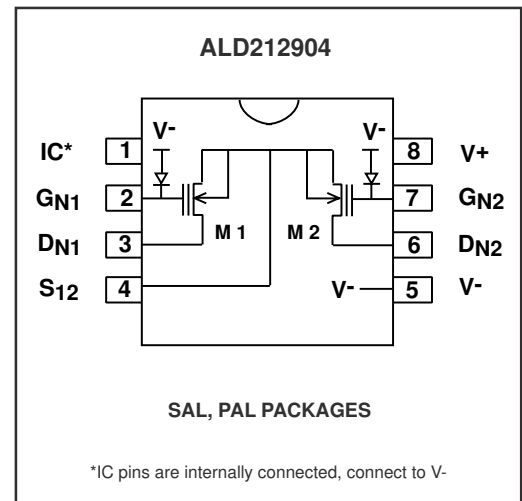 ALD212904
V- V-
IC* 1 8 V+
GN1 2 7 GN2
DN1 3 M 1 M 2 6 DN2
S12 4 V- 5 V-
SAL, PAL PACKAGES
*IC pins are internally connected, connect to V-